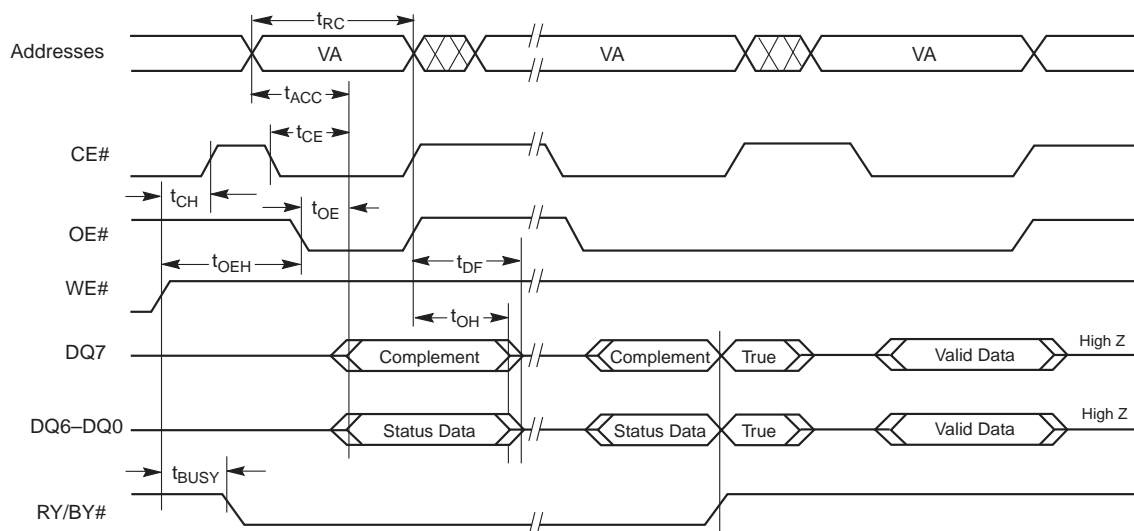 tRC
Addresses VA VA VA
tACC
tCE
CE#
tCH tOE
OE#
tOEH tDF
WE#
tOH
DQ7 Complement Complement True Valid Data High Z
DQ6–DQ0 Status Data Status Data True Valid Data High Z
tBUSY
RY/BY#